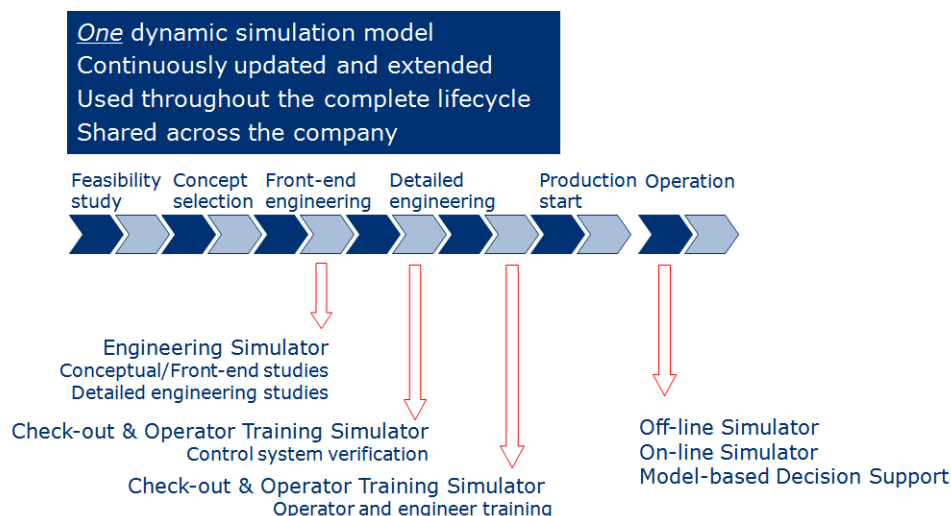 One dynamic simulation model
Continuously updated and extended
Used throughout the complete lifecycle
Shared across the company
Feasibility
study
Concept
selection
Front-end
engineering
Detailed
engineering
Production
start
Operation
Engineering Simulator
Conceptual/Front-end studies
Detailed engineering studies
Check-out & Operator Training Simulator
Control system verification
Check-out & Operator Training Simulator
Operator and engineer training
Off-line Simulator
On-line Simulator
Model-based Decision Support